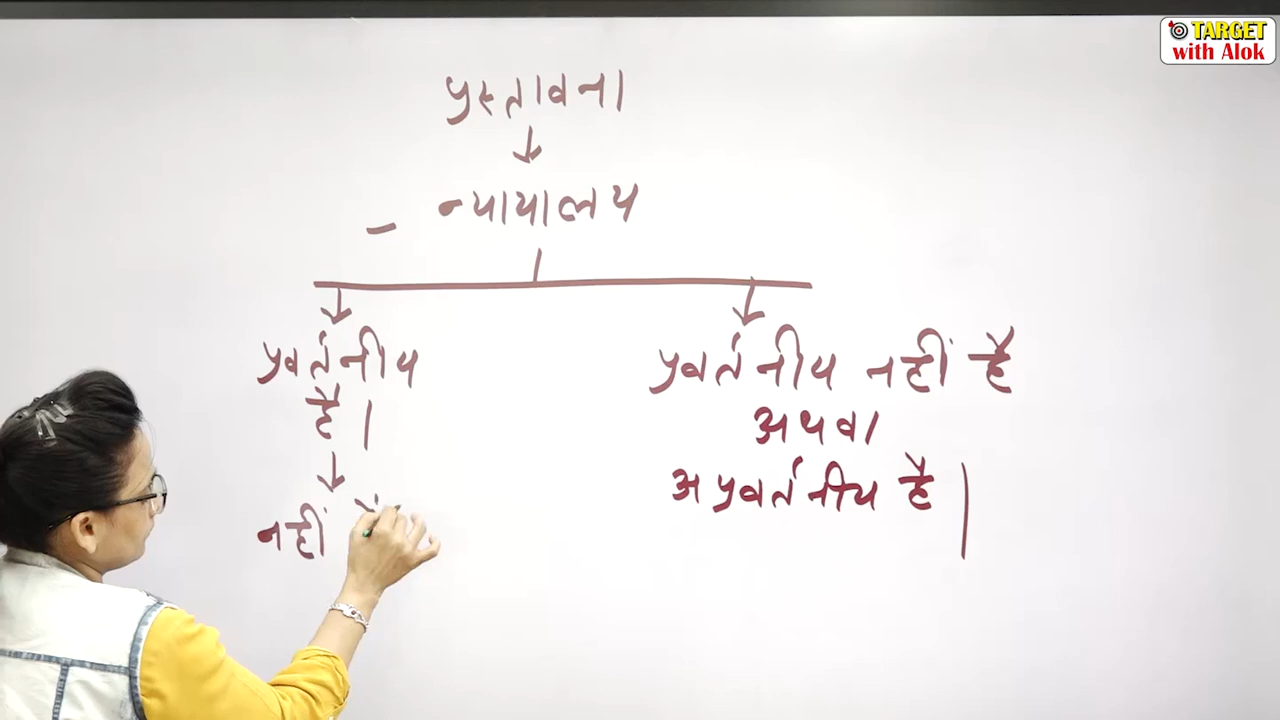 TARGET
with Alok
प्रस्तावना
न्यायालय
प्रवर्तनीय
है।
नहीं
प्रवर्तनीय नहीं है
अथवा
अप्रवर्तनीय है।